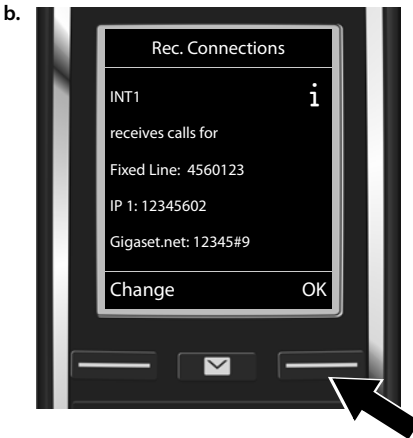 b.
Rec. Connections
INT1 i
receives calls for
Fixed Line: 4560123
IP 1: 12345602
Gigaset.net: 12345#9
Change OK